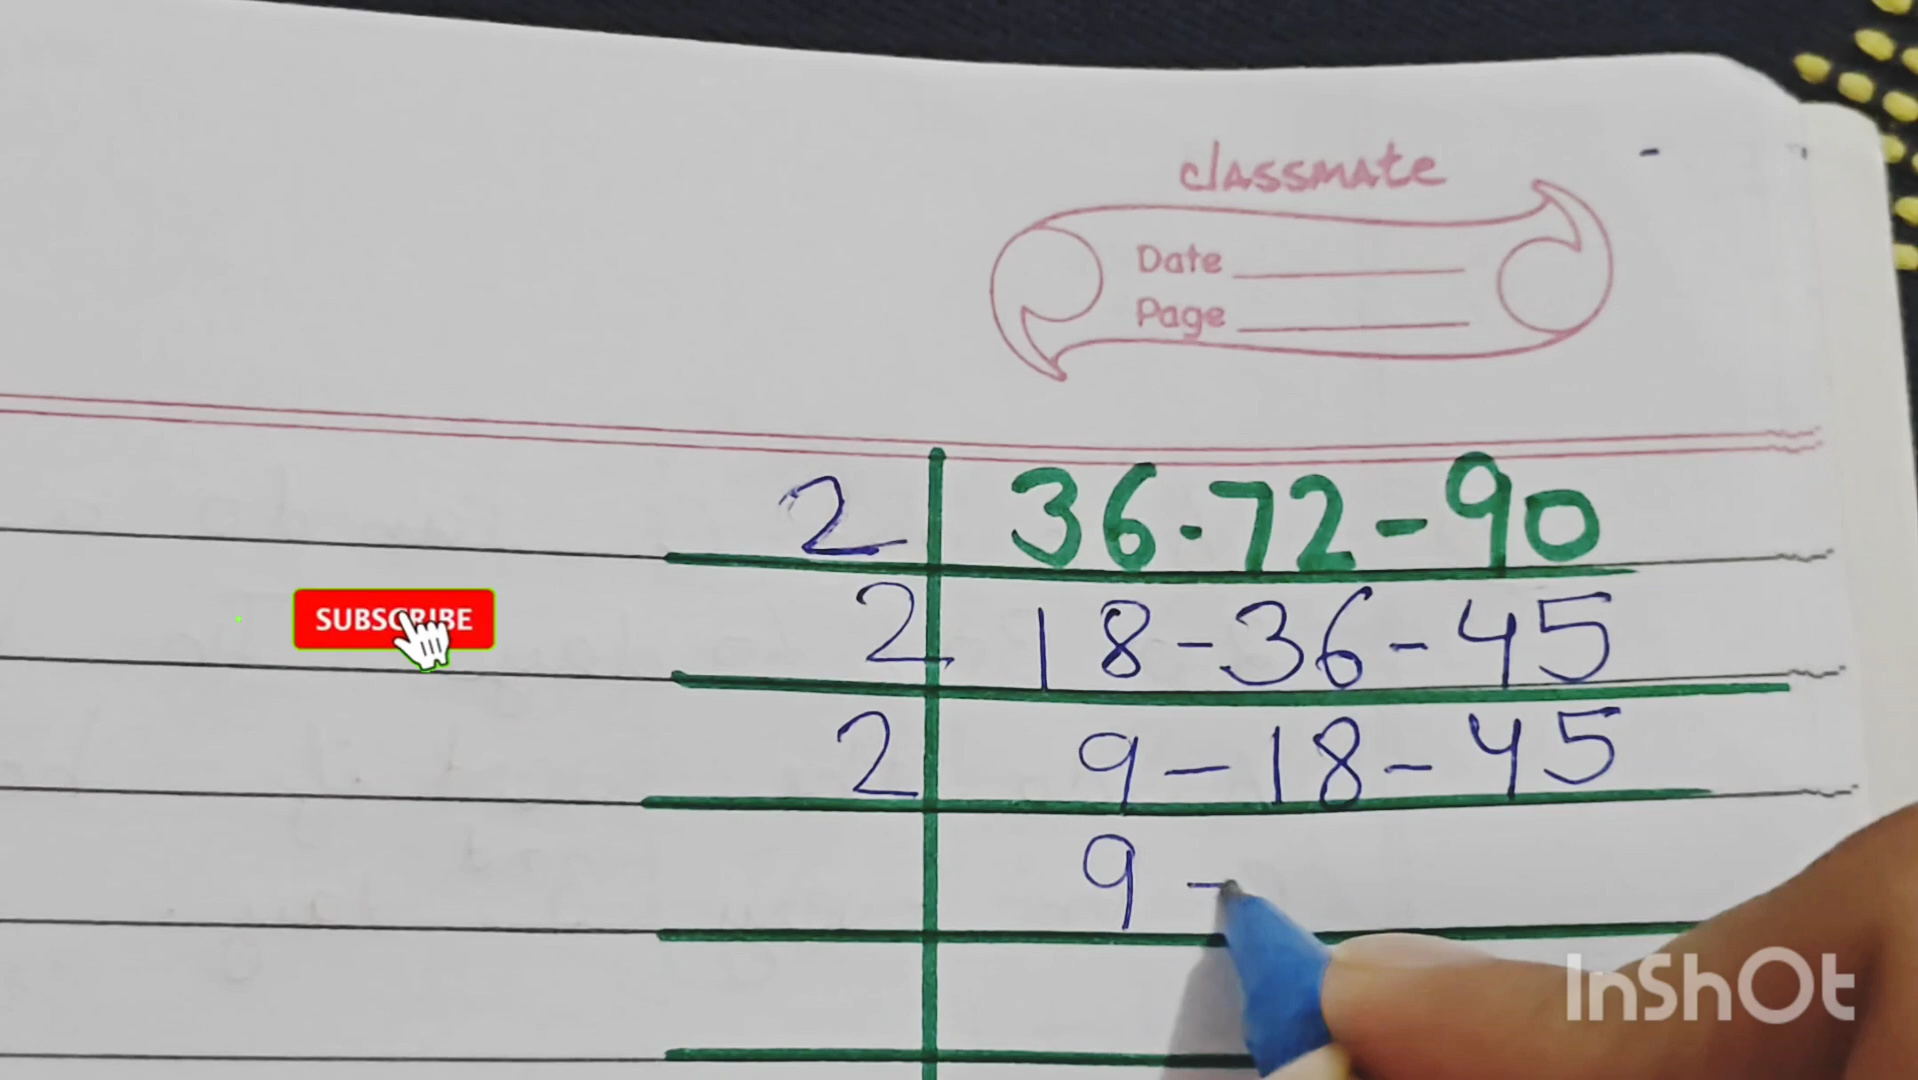 classmate
Date
Page
2 36-72-90
SUBSCRIBE
2 18-36-45
2 9-18-45
9 -
InShOt